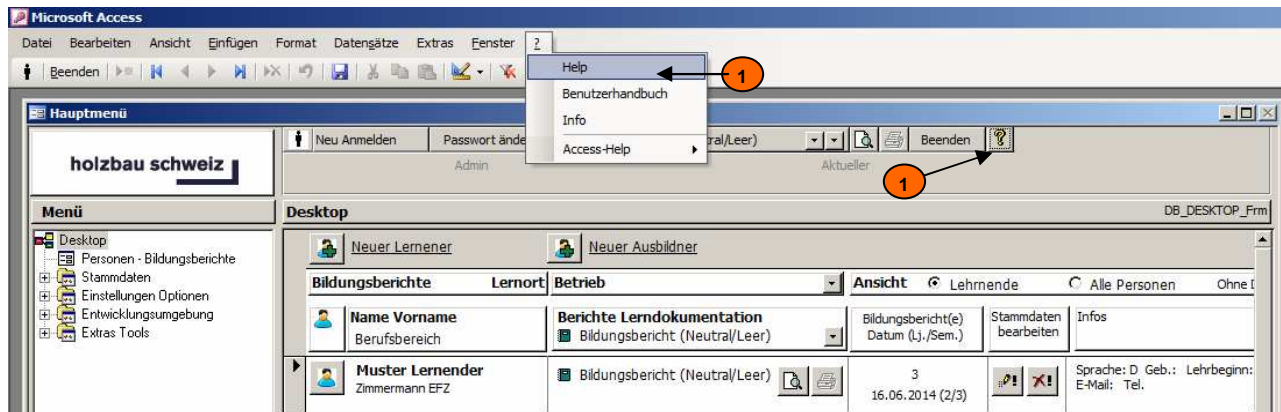 Microsoft Access
Datei Bearbeiten Ansicht Einfügen Format Datensätze Extras Fenster ?
Beenden
Help
1
Benutzerhandbuch
Info
Access-Help
Hauptmenü
holzbau schweiz
Neu Anmelden Passwort ände tral/Leer) Beenden
Admin Aktueller
1
Menü
Desktop DB_DESKTOP_Frm
Desktop
Personen - Bildungsberichte
Stammdaten
Einstellungen Optionen
Entwicklungsumgebung
Extras Tools
Neuer Lernener Neuer Ausbildner
Bildungsberichte Lernort Betrieb Ansicht Lehrnende Alle Personen Ohne D
Name Vorname
Berufsbereich
Berichte Lerndokumentation
Bildungsbericht (Neutral/Leer)
Bildungsbericht(e)
Datum (Lj./Sem.)
Stammdaten
bearbeiten
Infos
Muster Lernender
Zimmermann EFZ
Bildungsbericht (Neutral/Leer)
3
16.06.2014 (2/3)
Sprache: D Geb.: Lehrbeginn:
E-Mail: Tel.